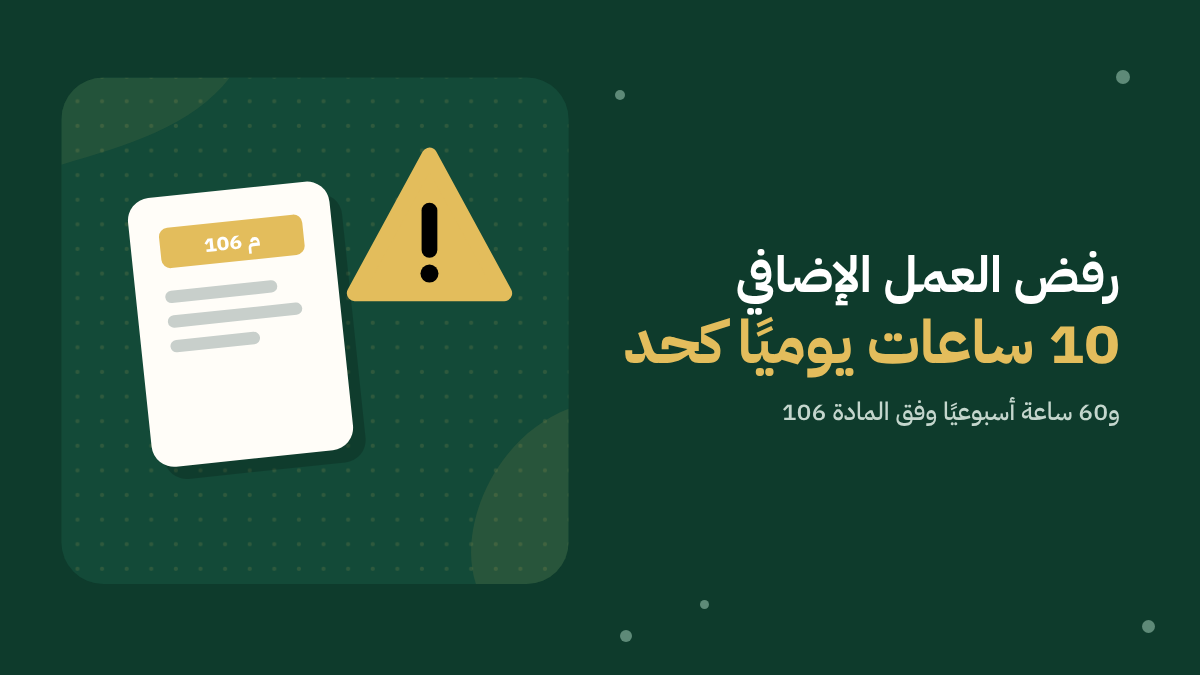 رفض العمل الإضافي
10 ساعات يوميًا كحد
و60 ساعة أسبوعيًا وفق المادة 106
م 106